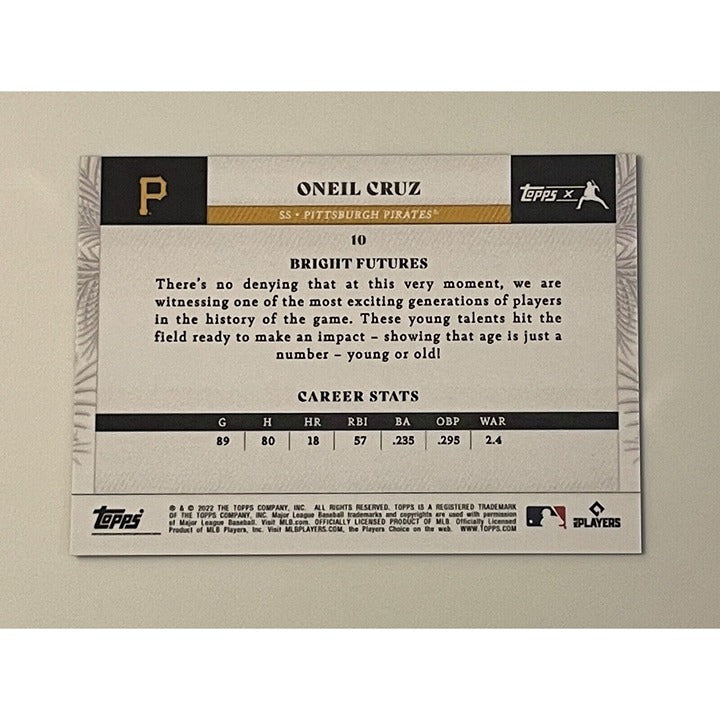 P
ONEIL CRUZ
SS • PITTSBURGH PIRATES®
TOPPS X
10
BRIGHT FUTURES
There's no denying that at this very moment, we are
witnessing one of the most exciting generations of players
in the history of the game. These young talents hit the
field ready to make an impact – showing that age is just a
number – young or old!
CAREER STATS
G H HR RBI BA OBP WAR
89 80 18 57 .235 .295 2.4
Topps
® & © 2022 THE TOPPS COMPANY, INC. ALL RIGHTS RESERVED. TOPPS IS A REGISTERED TRADEMARK
OF THE TOPPS COMPANY, INC. Major League Baseball trademarks and copyrights are used with permission
of Major League Baseball. Visit MLB.com. OFFICIALLY LICENSED PRODUCT OF MLB. Officially Licensed
Product of MLB Players, Inc. Visit MLBPLAYERS.COM, the Players Choice on the web. WWW.TOPPS.COM
PLAYERS